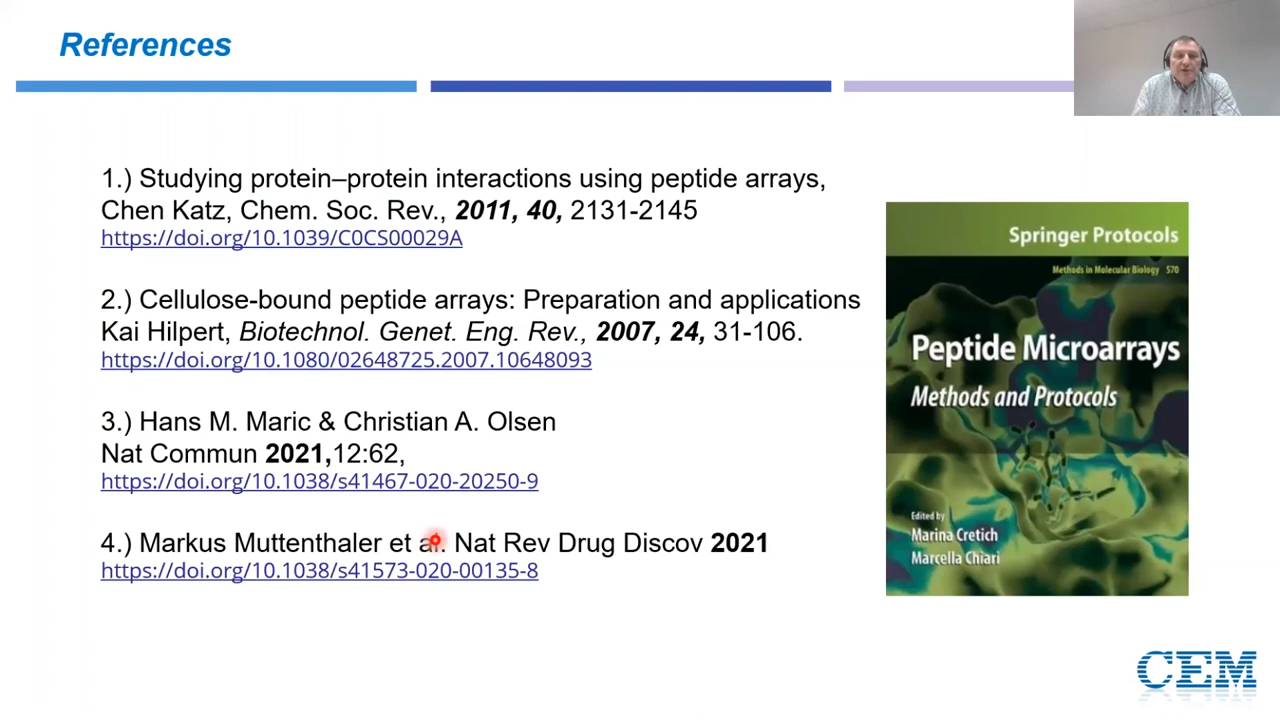 References
1.) Studying protein–protein interactions using peptide arrays,
Chen Katz, Chem. Soc. Rev., 2011, 40, 2131-2145
https://doi.org/10.1039/C0CS00029A
2.) Cellulose-bound peptide arrays: Preparation and applications
Kai Hilpert, Biotechnol. Genet. Eng. Rev., 2007, 24, 31-106.
https://doi.org/10.1080/02648725.2007.10648093
3.) Hans M. Maric & Christian A. Olsen
Nat Commun 2021,12:62,
https://doi.org/10.1038/s41467-020-20250-9
4.) Markus Muttenthaler et al. Nat Rev Drug Discov 2021
https://doi.org/10.1038/s41573-020-00135-8
Springer Protocols
Methods in Molecular Biology 570
Peptide Microarrays
Methods and Protocols
Edited by
Marina Cretich
Marcella Chiari
CEM